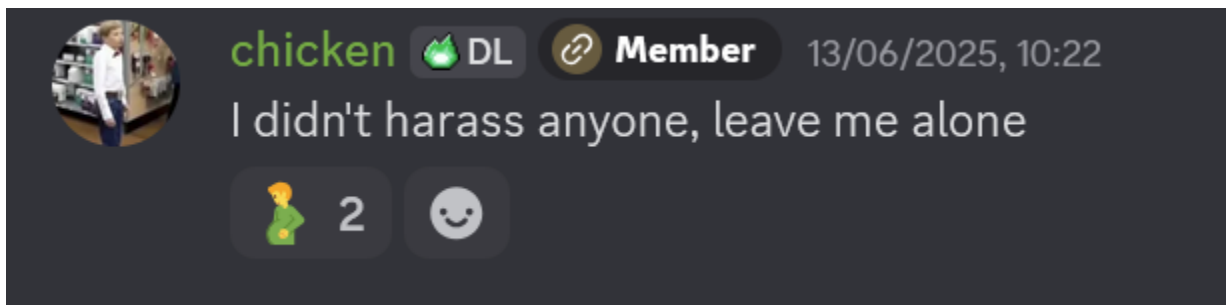 chicken DL Member 13/06/2025, 10:22
I didn't harass anyone, leave me alone
2